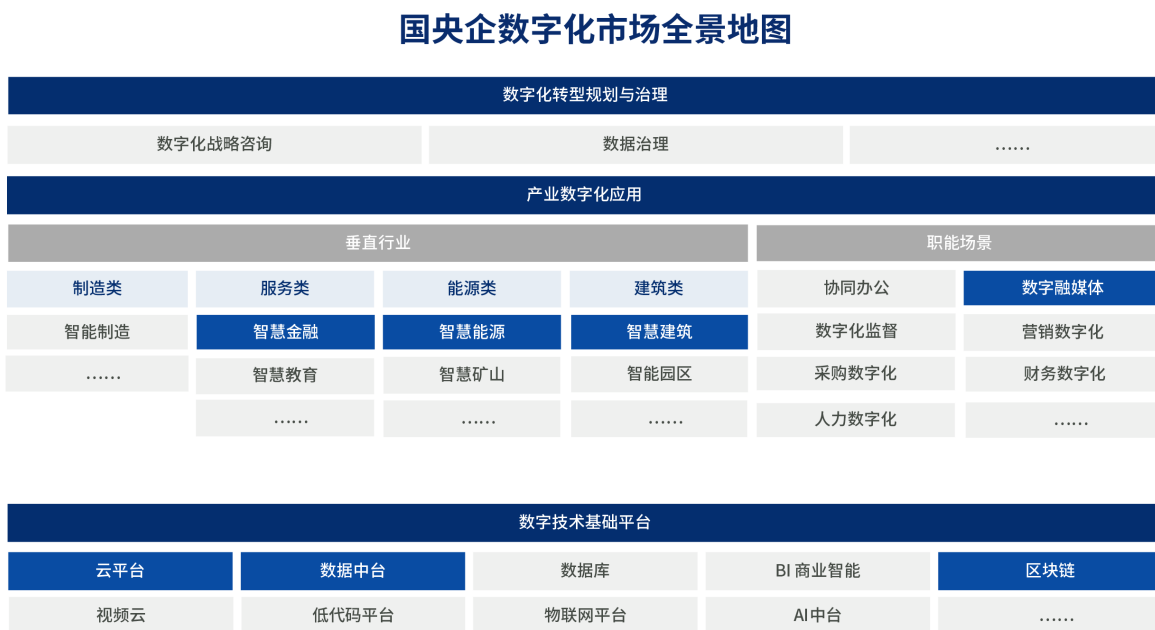 国央企数字化市场全景地图
数字化转型规划与治理
数字化战略咨询 数据治理 ……
产业数字化应用
垂直行业 职能场景
制造类 服务类 能源类 建筑类 协同办公 数字融媒体
智能制造 智慧金融 智慧能源 智慧建筑 数字化监督 营销数字化
…… 智慧教育 智慧矿山 智能园区 采购数字化 财务数字化
…… …… …… 人力数字化 ……
数字技术基础平台
云平台 数据中台 数据库 BI 商业智能 区块链
视频云 低代码平台 物联网平台 AI中台 ……